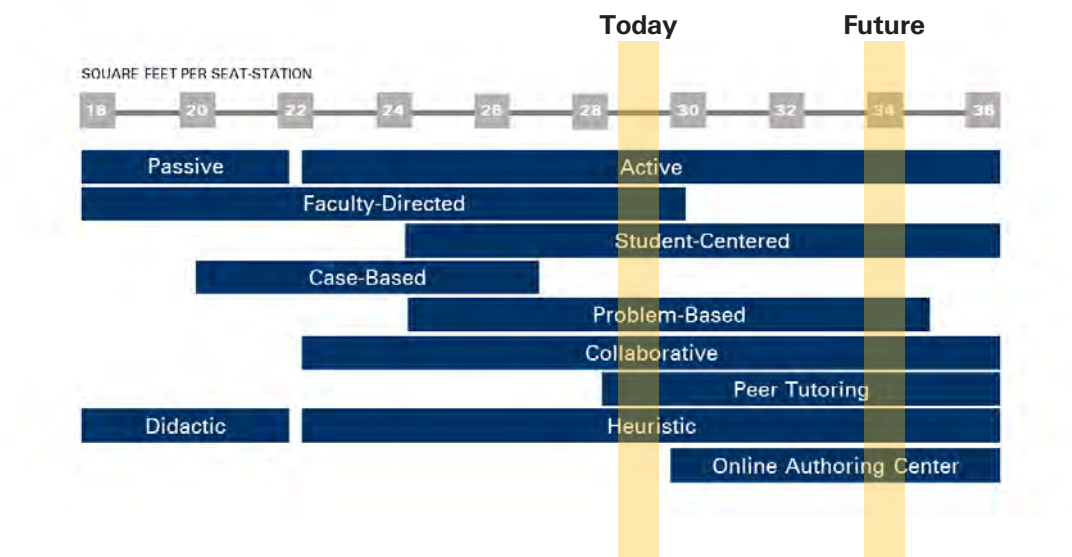 Today Future
SQUARE FEET PER SEAT-STATION
18 20 22 24 26 28 30 32 34 36
Passive Active
Faculty-Directed
Student-Centered
Case-Based
Problem-Based
Collaborative
Peer Tutoring
Didactic Heuristic
Online Authoring Center